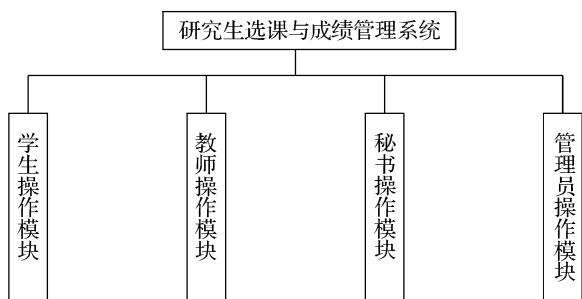 研究生选课与成绩管理系统
学生操作模块
教师操作模块
秘书操作模块
管理员操作模块